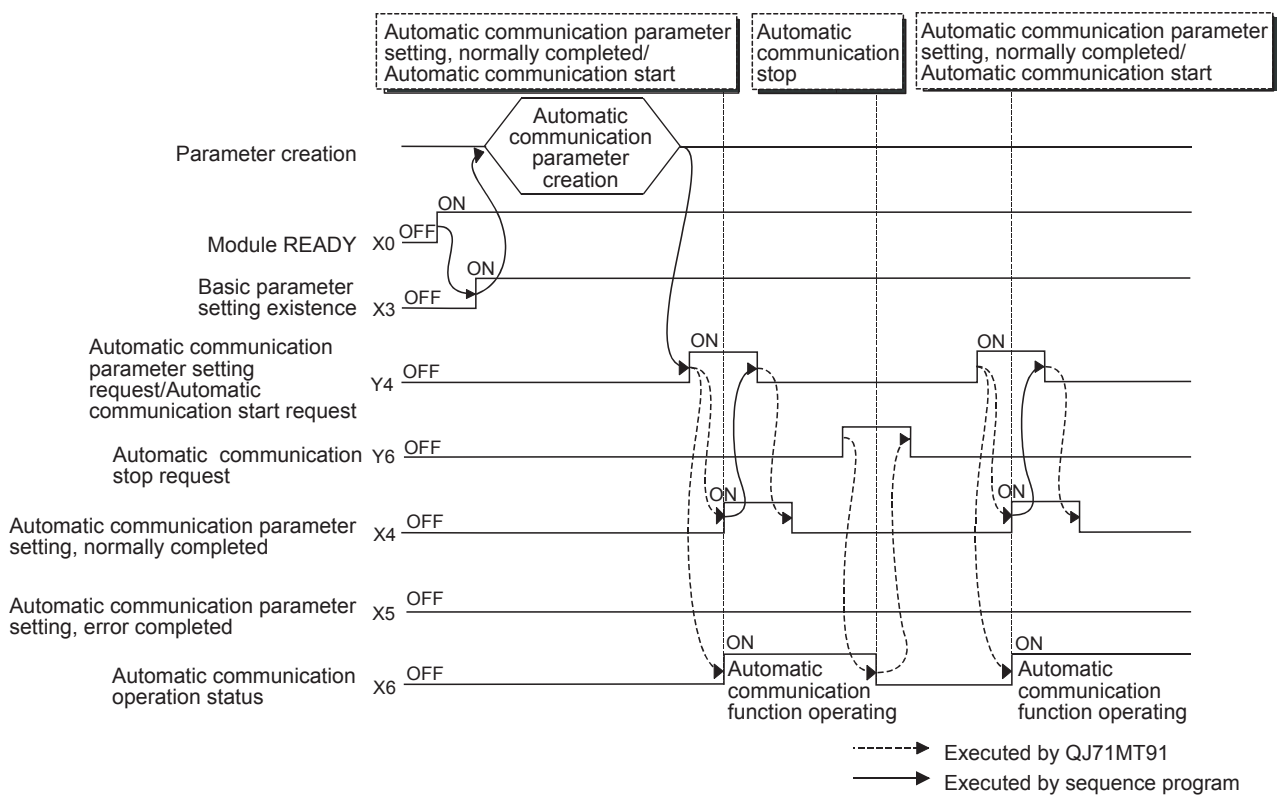 Automatic communication parameter
setting, normally completed/
Automatic communication start
Automatic
communication
stop
Automatic communication parameter
setting, normally completed/
Automatic communication start
Automatic
communication
parameter
creation
Parameter creation
ON
Module READY X0 OFF
ON
Basic parameter
setting existence X3 OFF
Automatic communication
parameter setting
request/Automatic
communication start request
Y4 OFF
ON
ON
Automatic communication
stop request
Y6 OFF
ON
ON
Automatic communication parameter
setting, normally completed
X4 OFF
Automatic communication parameter
setting, error completed
X5 OFF
ON
ON
Automatic communication
operation status
X6 OFF
Automatic
communication
function operating
Automatic
communication
function operating
Executed by QJ71MT91
Executed by sequence program